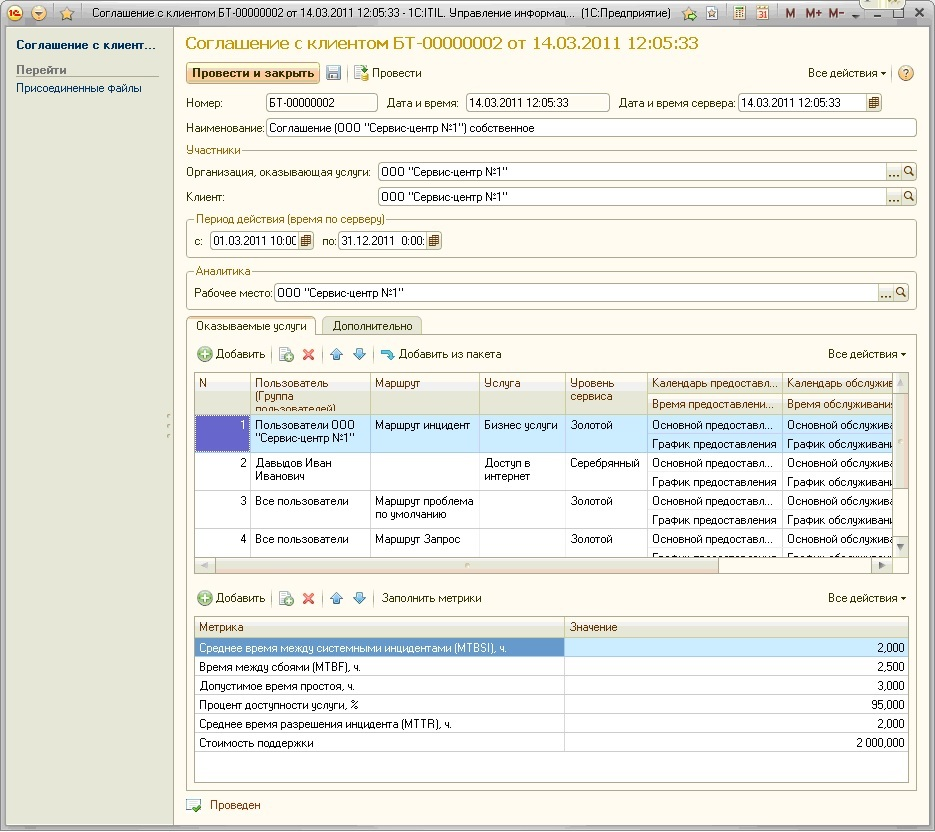 Соглашение с клиентом БТ-00000002 от 14.03.2011 12:05:33 - 1С:ITIL. Управление информац... (1С:Предприятие)
M M+ M-
Соглашение с клиент...
Перейти
Присоединенные файлы
Соглашение с клиентом БТ-00000002 от 14.03.2011 12:05:33
Провести и закрыть Провести Все действия
Номер: БТ-00000002 Дата и время: 14.03.2011 12:05:33 Дата и время сервера: 14.03.2011 12:05:33
Наименование: Соглашение (ООО "Сервис-центр №1") собственное
Участники
Организация, оказывающая услуги: ООО "Сервис-центр №1" ...
Клиент: ООО "Сервис-центр №1" ...
Период действия (время по серверу)
с: 01.03.2011 10:00 по: 31.12.2011 0:00:
Аналитика
Рабочее место: ООО "Сервис-центр №1" ...
Оказываемые услуги Дополнительно
Добавить Добавить из пакета Все действия
N Пользователь (Группа пользователей) Маршрут Услуга Уровень сервиса Календарь предоставл... Календарь обслужив
Время предоставлени... Время обслуживания
1 Пользователи ООО "Сервис-центр №1" Маршрут инцидент Бизнес услуги Золотой Основной предоставл... Основной обслужива
График предоставления График обслуживани
2 Давыдов Иван Иванович Доступ в интернет Серебрянный Основной предоставл... Основной обслужива
График предоставления График обслуживани
3 Все пользователи Маршрут проблема по умолчанию Золотой Основной предоставл... Основной обслужива
График предоставления График обслуживани
4 Все пользователи Маршрут Запрос Золотой Основной предоставл... Основной обслужива
Добавить Заполнить метрики Все действия
Метрика Значение
Среднее время между системными инцидентами (MTBSI), ч. 2,000
Время между сбоями (MTBF), ч. 2,500
Допустимое время простоя, ч. 3,000
Процент доступности услуги, % 95,000
Среднее время разрешения инцидента (MTTR), ч. 2,000
Стоимость поддержки 2 000,000
Проведен